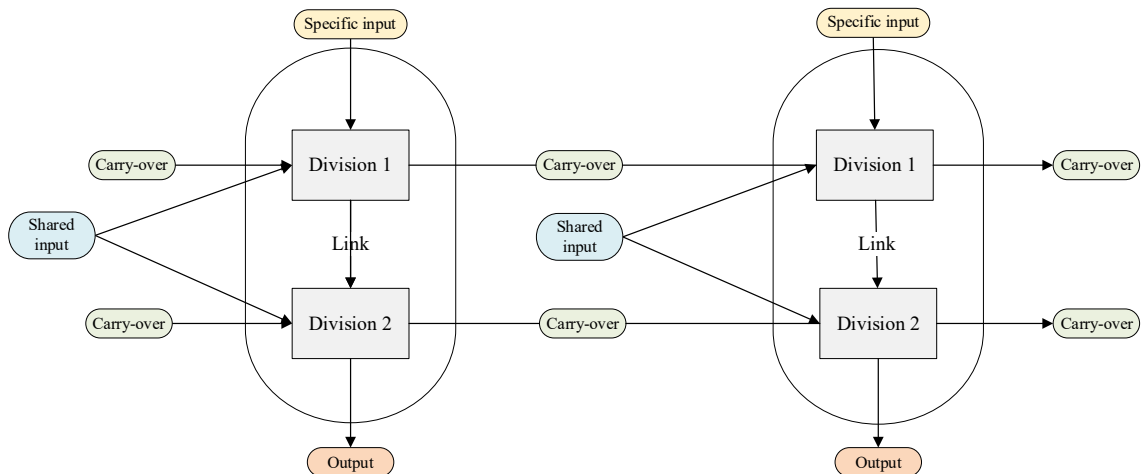 Specific input
Specific input
Carry-over
Division 1
Carry-over
Division 1
Carry-over
Shared
input
Link
Shared
input
Link
Carry-over
Division 2
Carry-over
Division 2
Carry-over
Output
Output